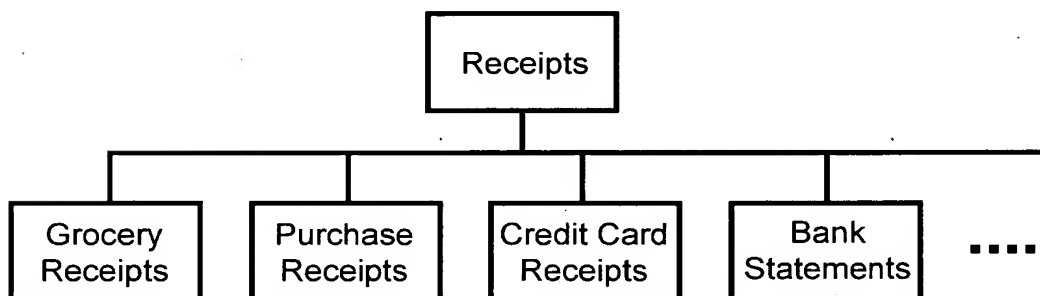 Receipts
Grocery
Receipts
Purchase
Receipts
Credit Card
Receipts
Bank
Statements